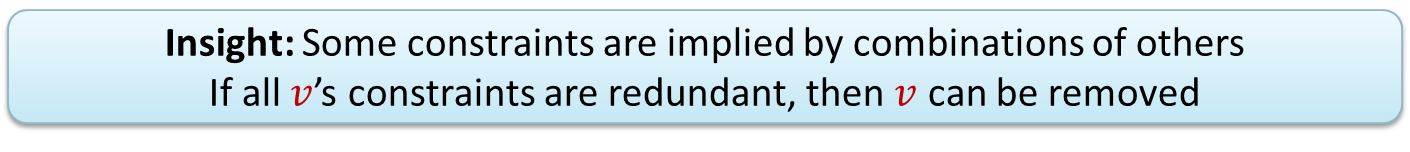 Insight: Some constraints are implied by combinations of others
If all 𝑣’s constraints are redundant, then 𝑣 can be removed